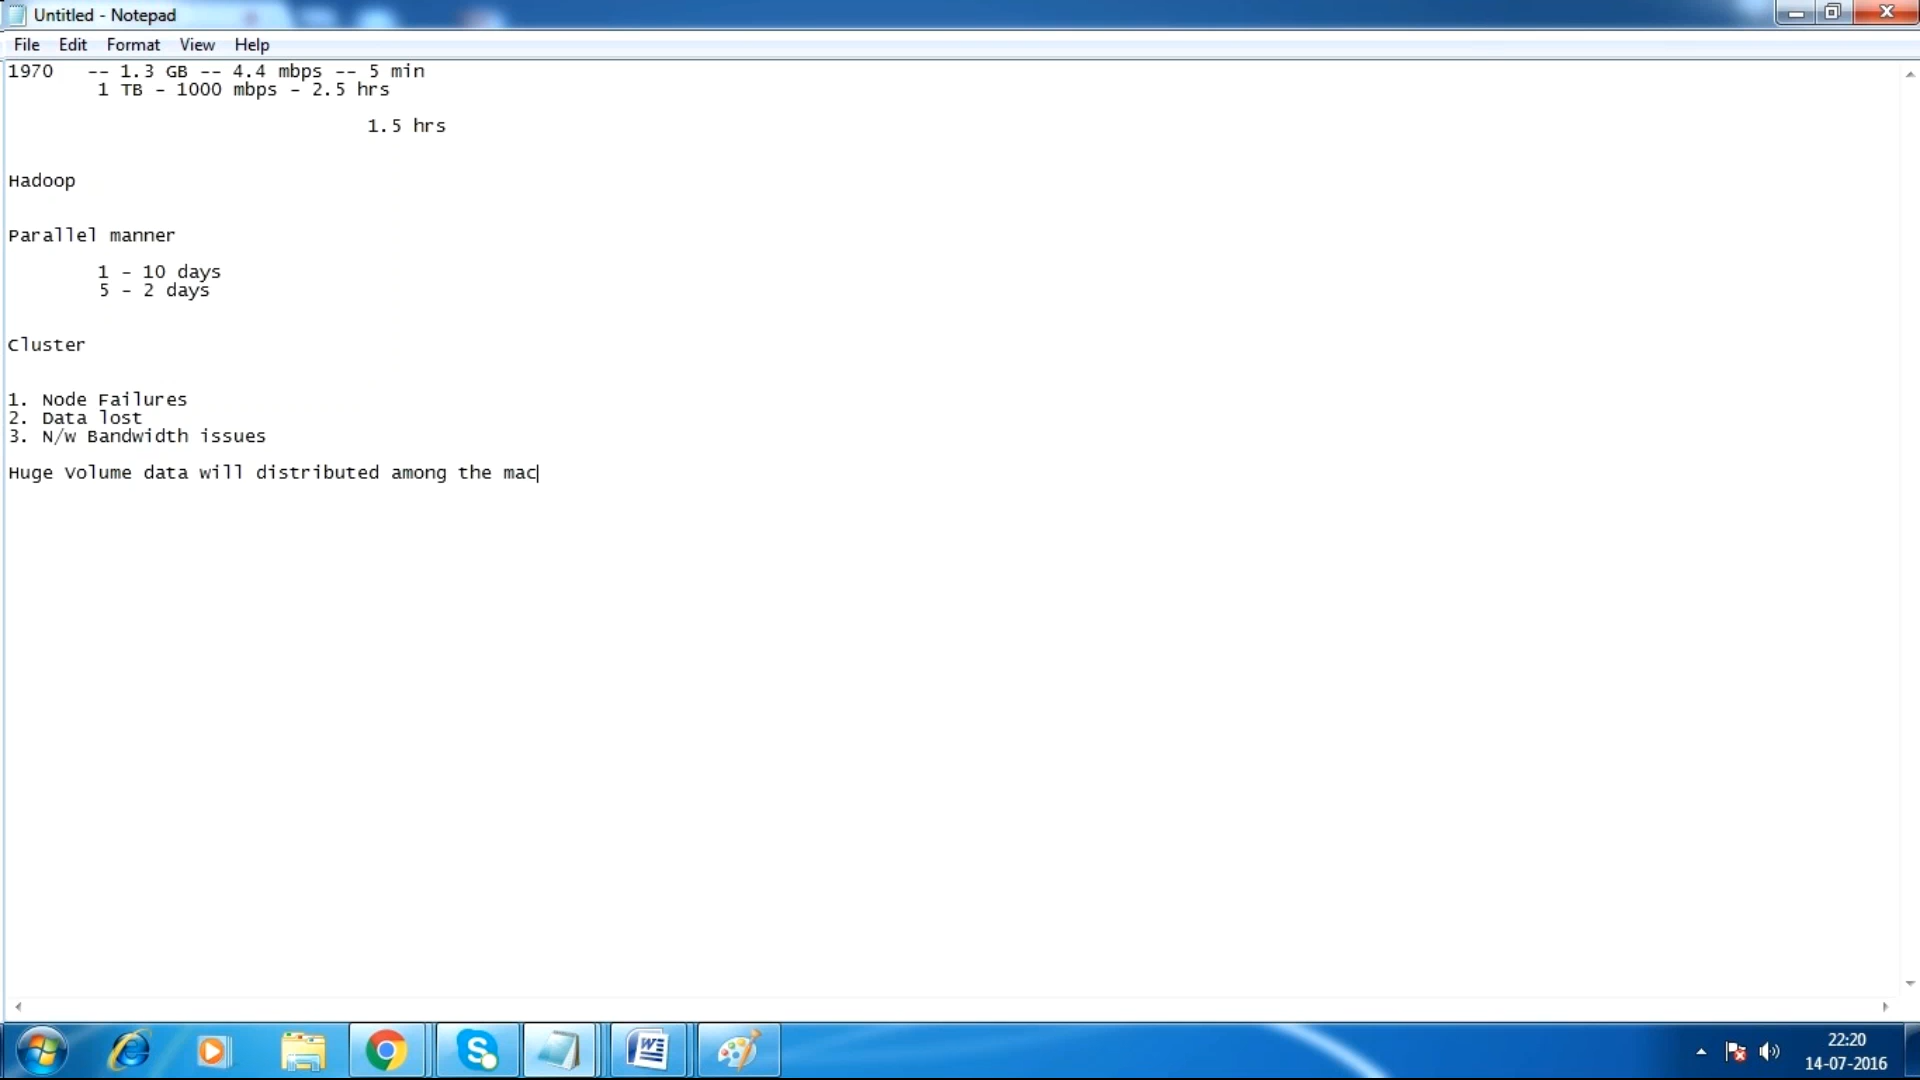 Untitled - Notepad
File Edit Format View Help
1970 -- 1.3 GB -- 4.4 mbps -- 5 min
1 TB - 1000 mbps - 2.5 hrs
1.5 hrs
Hadoop
Parallel manner
1 - 10 days
5 - 2 days
Cluster
1. Node Failures
2. Data lost
3. N/w Bandwidth issues
Huge Volume data will distributed among the mac
22:20
14-07-2016